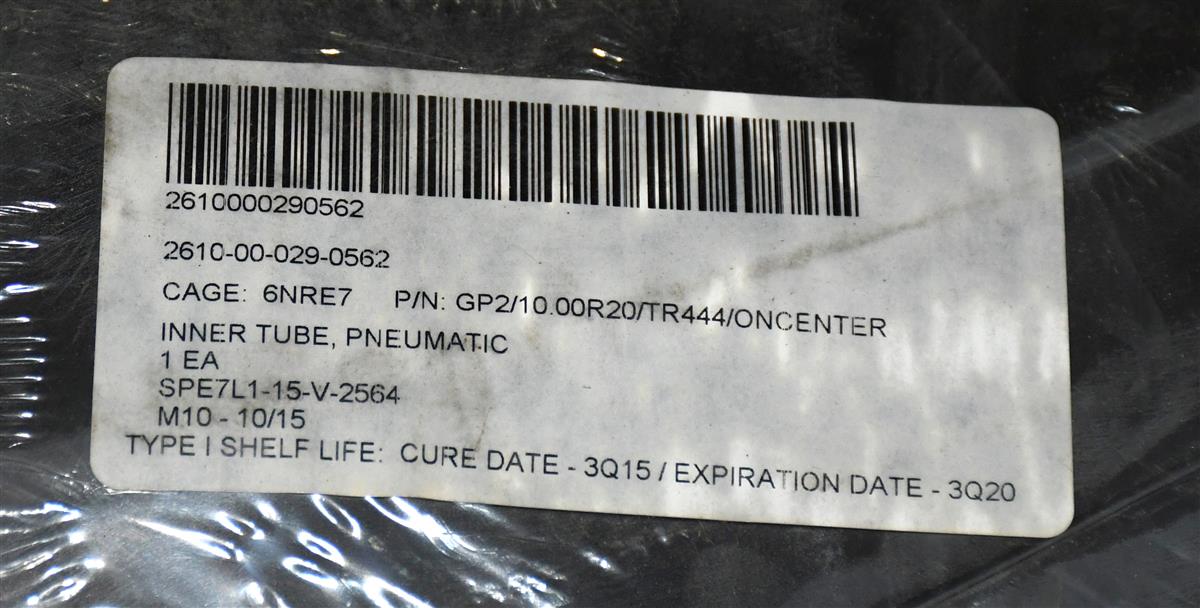 2610000290562
2610-00-029-0562
CAGE: 6NRE7 P/N: GP2/10.00R20/TR444/ONCENTER
INNER TUBE, PNEUMATIC
1 EA
SPE7L1-15-V-2564
M10 - 10/15
TYPE I SHELF LIFE: CURE DATE - 3Q15 / EXPIRATION DATE - 3Q20